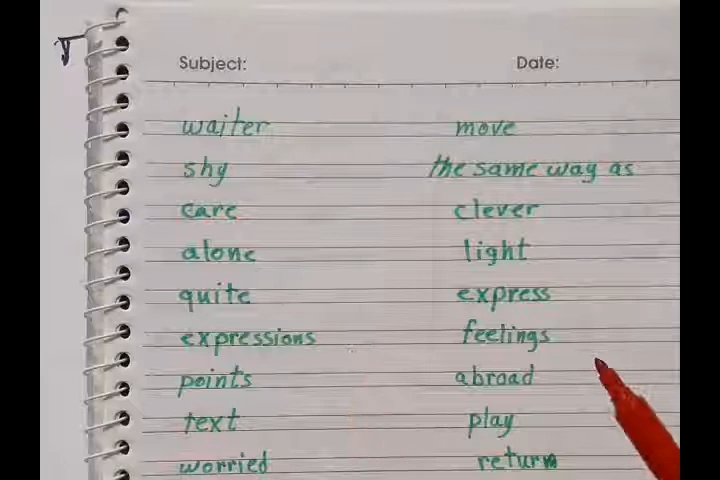 Subject: Date:
waiter move
shy the same way as
care clever
alone light
quite express
expressions feelings
points abroad
text play
worried return